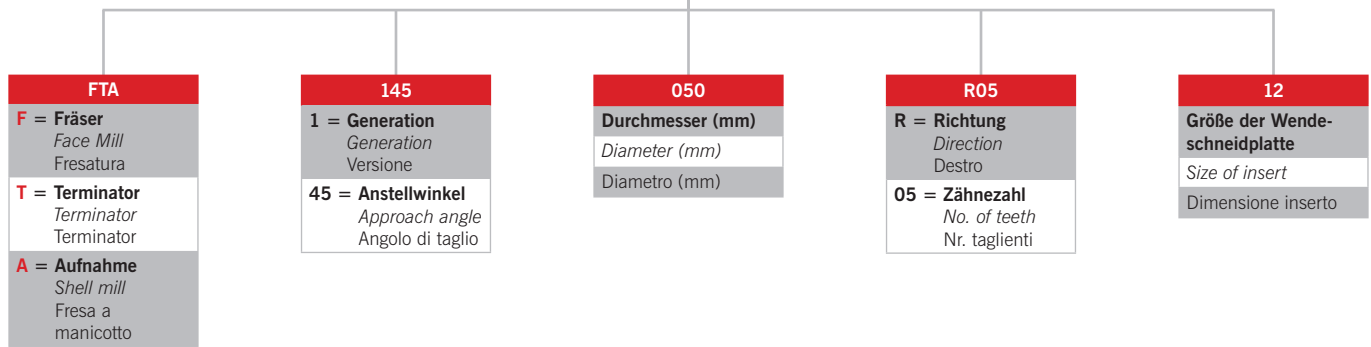 FTA
F = Fräser
Face Mill
Fresatura
T = Terminator
Terminator
Terminator
A = Aufnahme
Shell mill
Fresa a
manicotto
145
1 = Generation
Generation
Versione
45 = Anstellwinkel
Approach angle
Angolo di taglio
050
Durchmesser (mm)
Diameter (mm)
Diametro (mm)
R05
R = Richtung
Direction
Destro
05 = Zähnezahl
No. of teeth
Nr. taglienti
12
Größe der Wende-
schneidplatte
Size of insert
Dimensione inserto